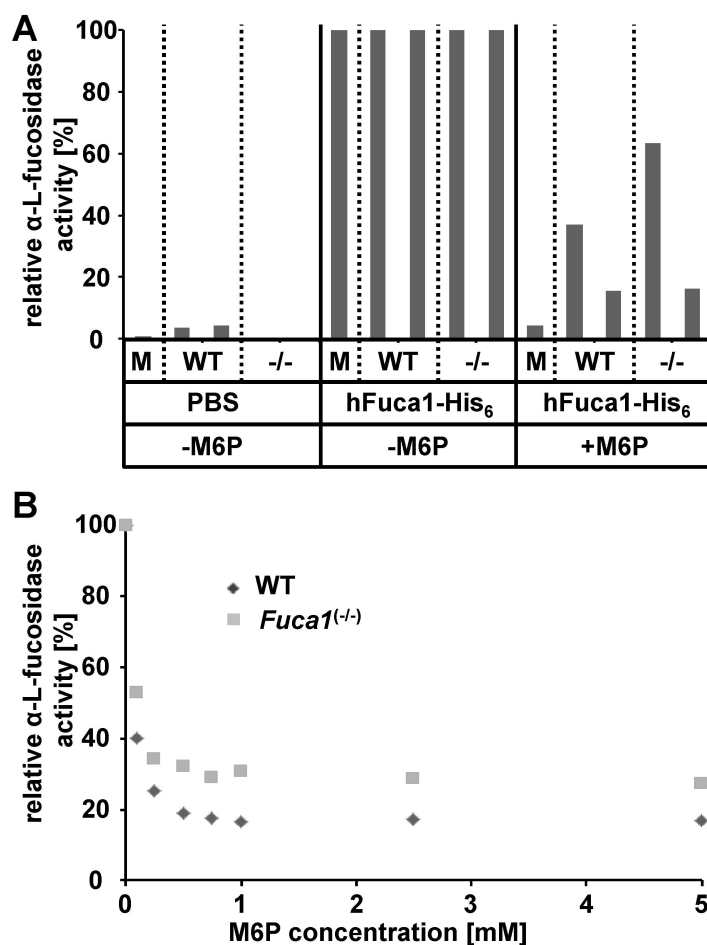 A
relative α-L-fucosidase
activity [%]
100
80
60
40
20
0
M WT -/- M WT -/- M WT -/-
PBS hFuca1-His6 hFuca1-His6
-M6P -M6P +M6P
B
relative α-L-fucosidase
activity [%]
100
80
60
40
20
0
WT
Fuca1(-/-)
0 1 2 3 4 5
M6P concentration [mM]